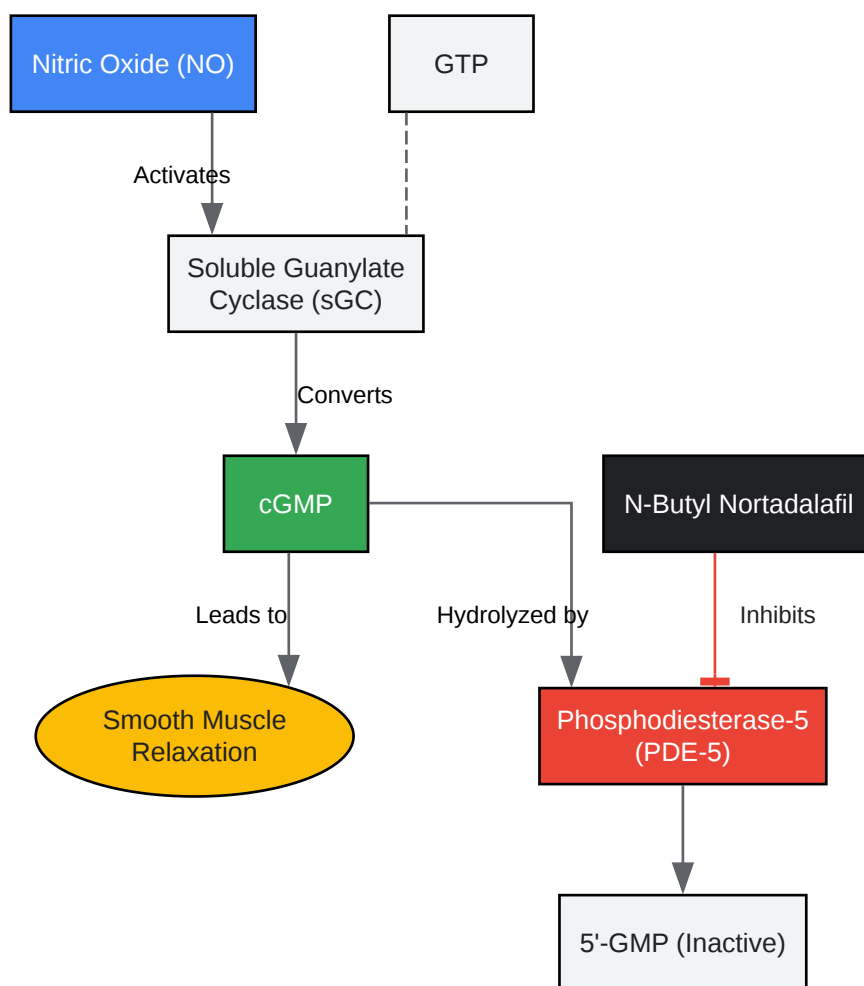 Nitric Oxide (NO)
GTP
Activates
Soluble Guanylate
Cyclase (sGC)
Converts
cGMP
N-Butyl Nortadalafil
Leads to
Hydrolyzed by
Inhibits
Smooth Muscle
Relaxation
Phosphodiesterase-5
(PDE-5)
5'-GMP (Inactive)